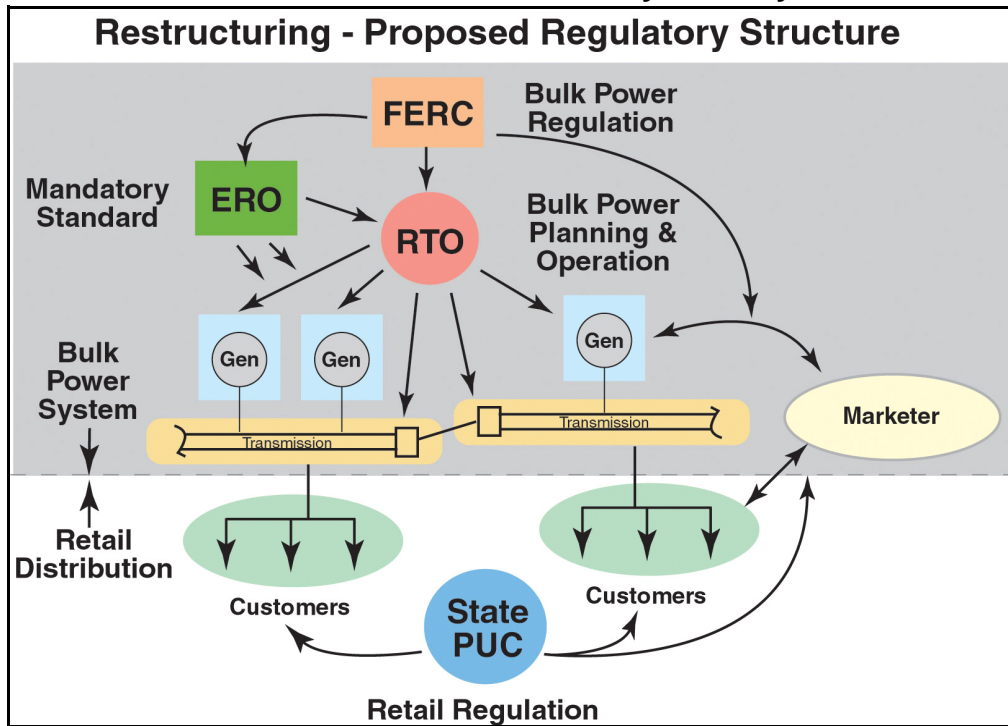 Restructuring - Proposed Regulatory Structure
FERC
Bulk Power
Regulation
Mandatory
Standard
ERO
RTO
Bulk Power
Planning &
Operation
Gen
Gen
Gen
Bulk
Power
System
Transmission
Transmission
Marketer
Retail
Distribution
Customers
Customers
State
PUC
Retail Regulation